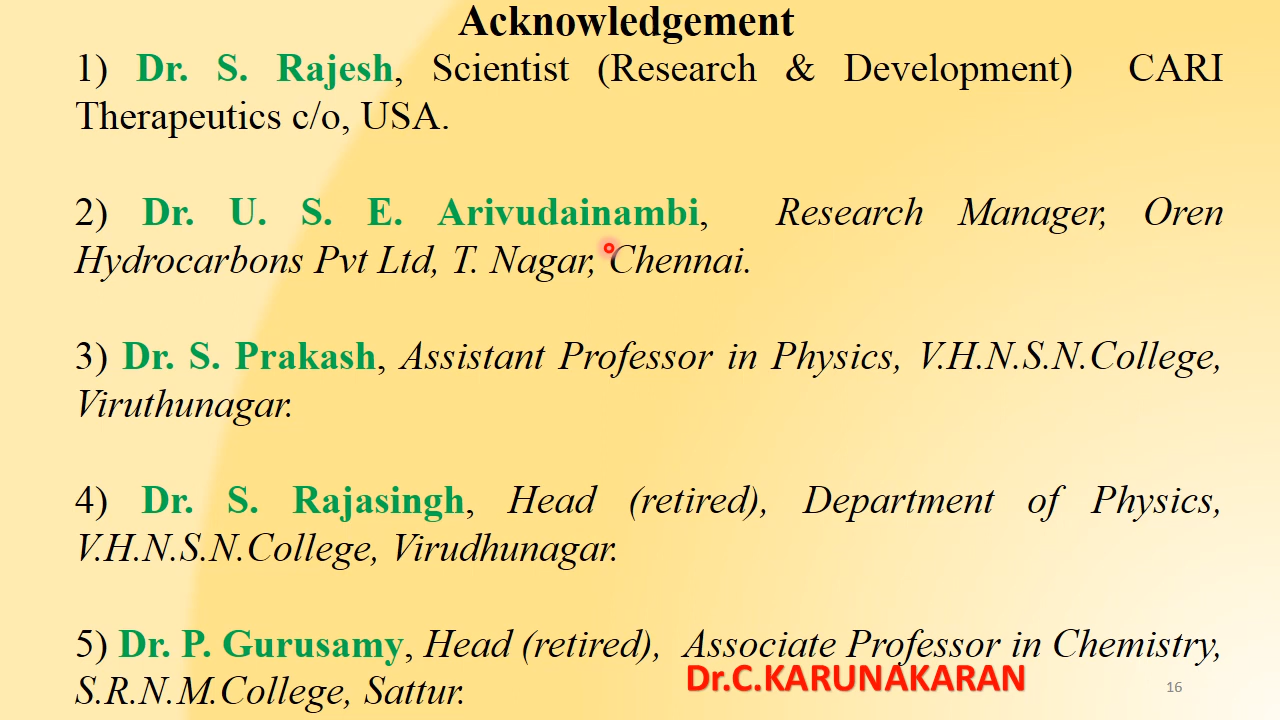 Acknowledgement
1) Dr. S. Rajesh, Scientist (Research & Development) CARI
Therapeutics c/o, USA.
2) Dr. U. S. E. Arivudainambi, Research Manager, Oren
Hydrocarbons Pvt Ltd, T. Nagar, Chennai.
3) Dr. S. Prakash, Assistant Professor in Physics, V.H.N.S.N.College,
Viruthunagar.
4) Dr. S. Rajasingh, Head (retired), Department of Physics,
V.H.N.S.N.College, Virudhunagar.
5) Dr. P. Gurusamy, Head (retired), Associate Professor in Chemistry,
S.R.N.M.College, Sattur.
Dr.C.KARUNAKARAN
16